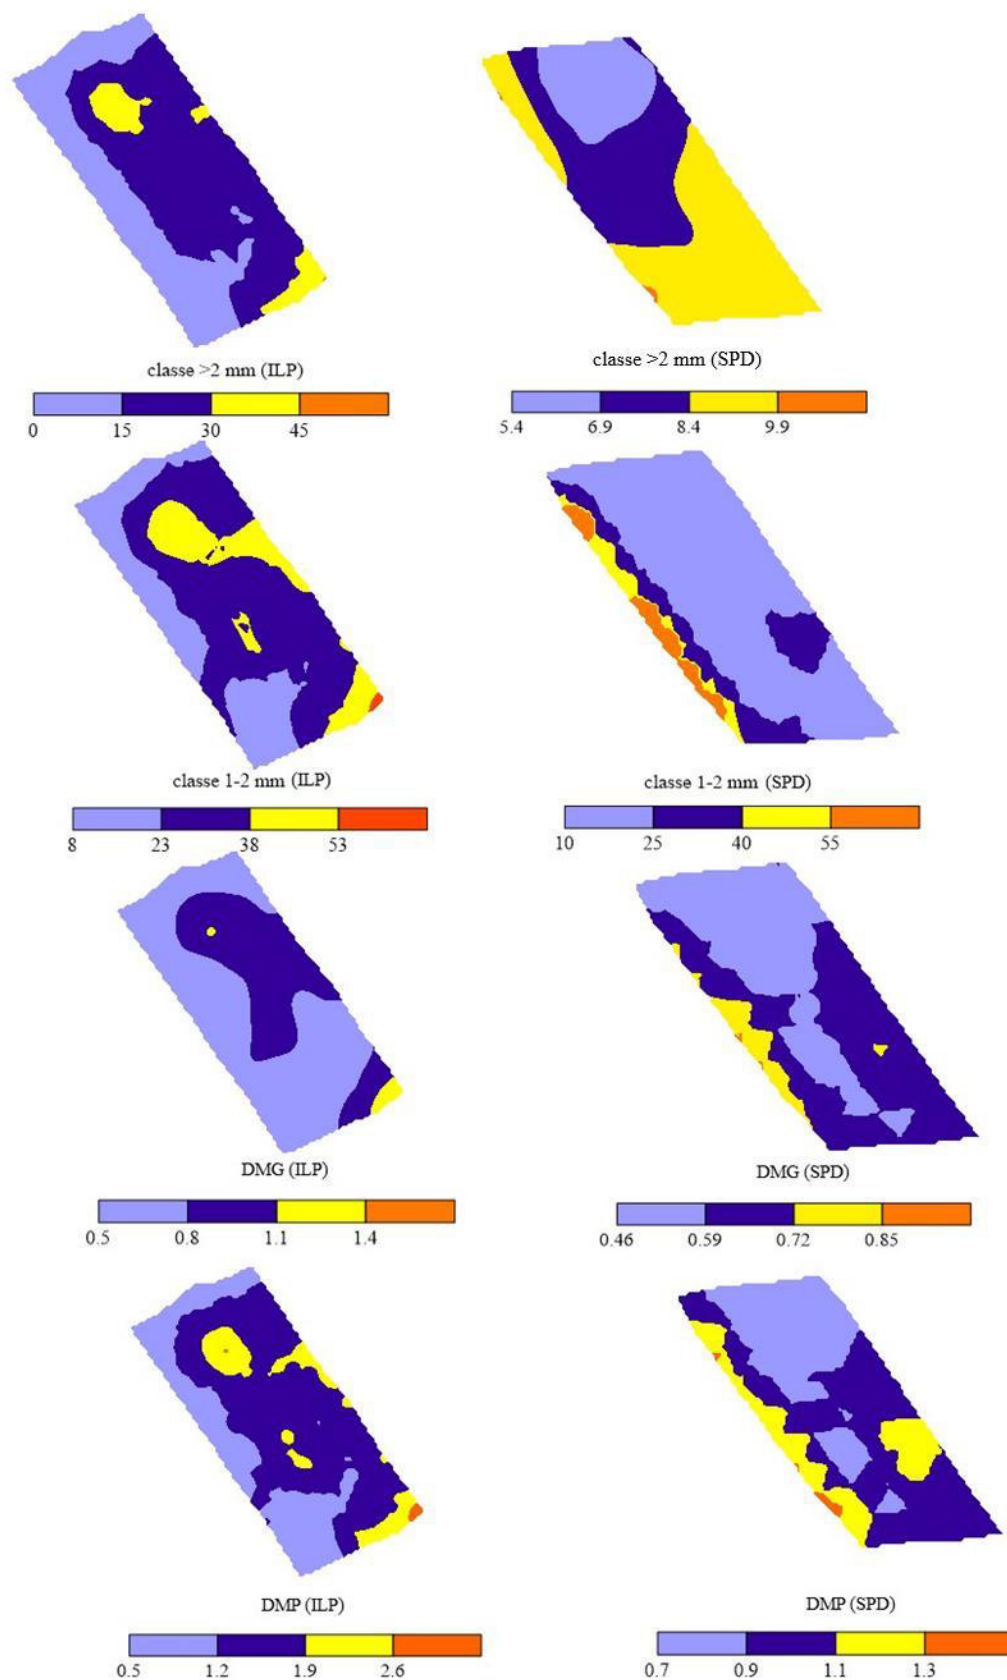 classe >2 mm (ILP)
classe >2 mm (SPD)
0 15 30 45
5.4 6.9 8.4 9.9
classe 1-2 mm (ILP)
classe 1-2 mm (SPD)
8 23 38 53
10 25 40 55
DMG (ILP)
DMG (SPD)
0.5 0.8 1.1 1.4
0.46 0.59 0.72 0.85
DMP (ILP)
DMP (SPD)
0.5 1.2 1.9 2.6
0.7 0.9 1.1 1.3